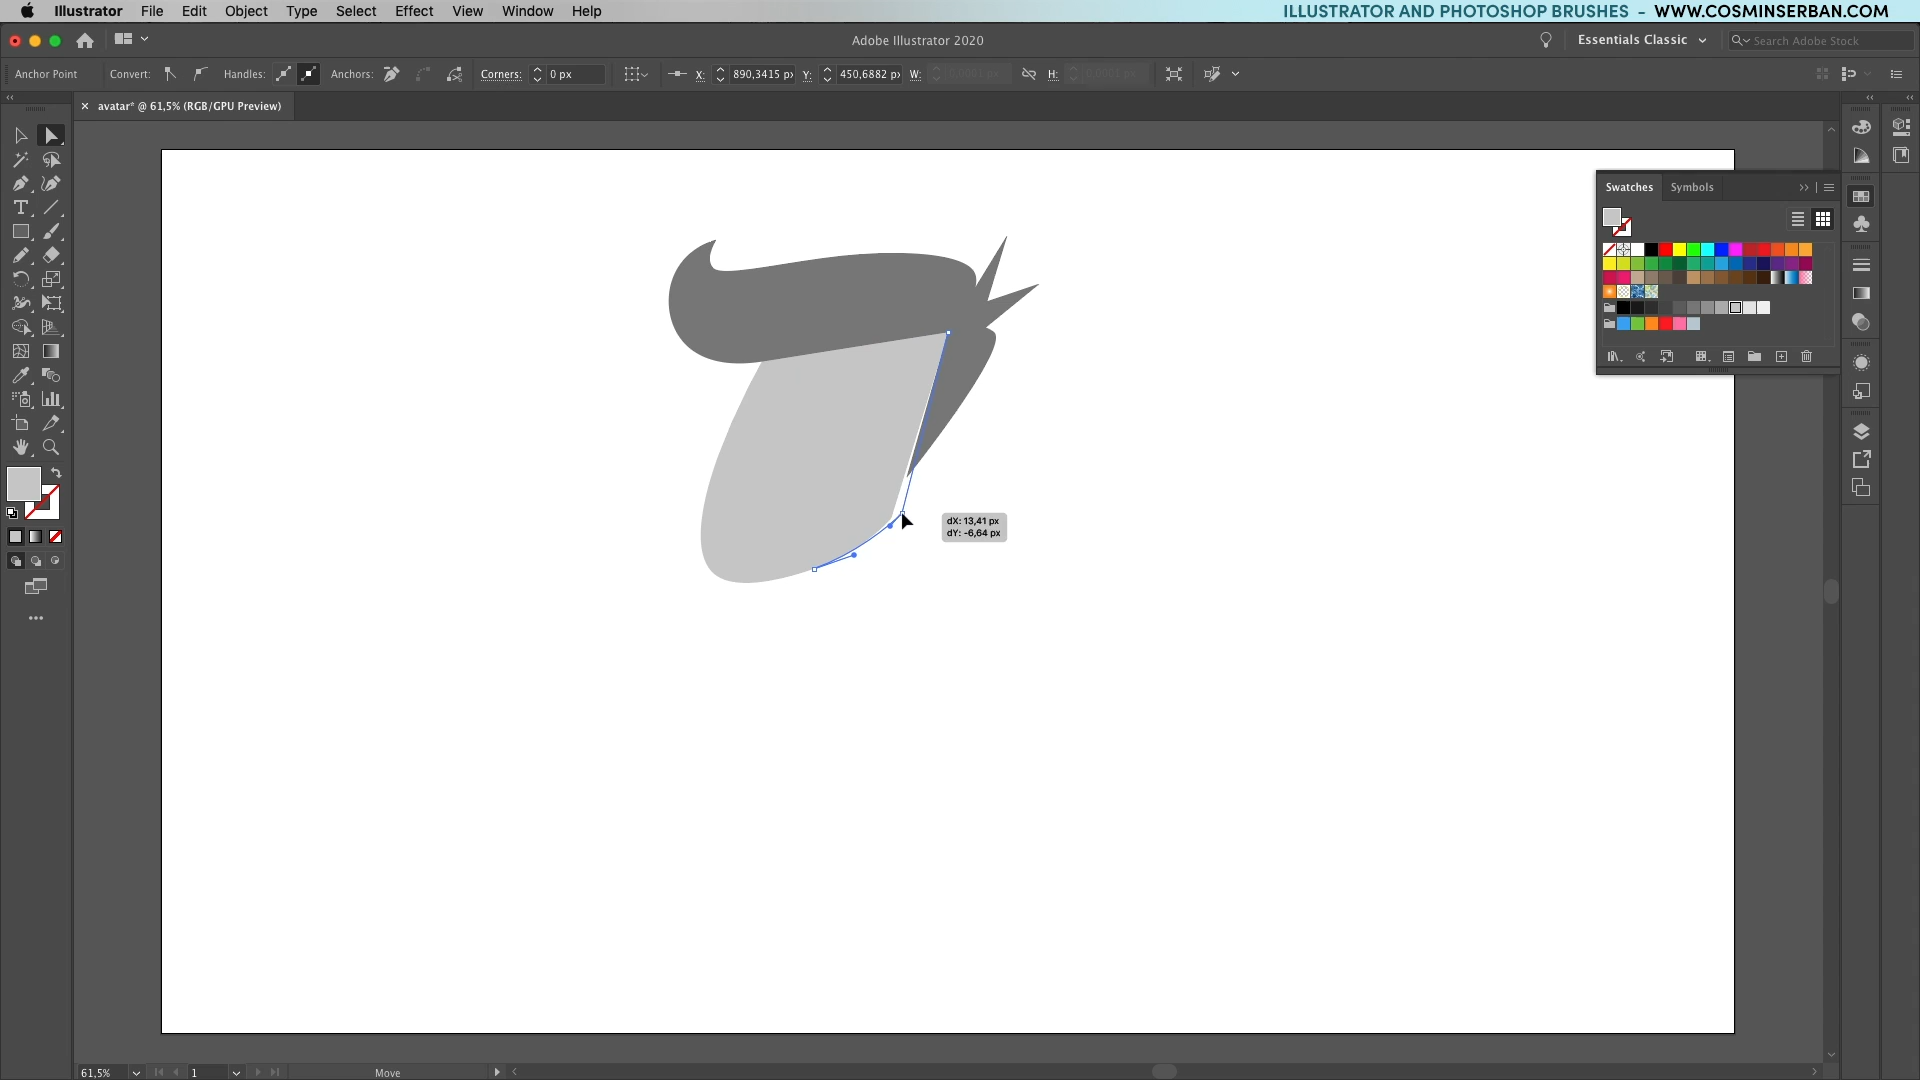 Illustrator File Edit Object Type Select Effect View Window Help
ILLUSTRATOR AND PHOTOSHOP BRUSHES - WWW.COSMINSERBAN.COM
Adobe Illustrator 2020
Essentials Classic
Search Adobe Stock
Anchor Point Convert: Handles: Anchors: Corners: 0 px X: 890,3415 px Y: 450,6882 px W: H:
× avatar* @ 61,5% (RGB/GPU Preview)
Swatches Symbols
dX: 13,41 px
dY: -6,64 px
61,5% 1 Move